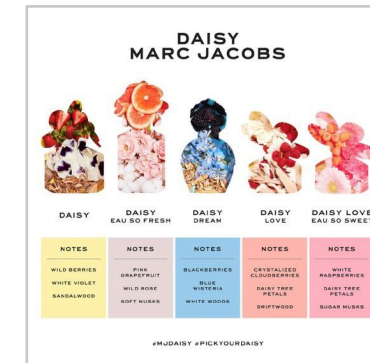 DAISY
MARC JACOBS
DAISY
DAISY
EAU SO FRESH
DAISY
DREAM
DAISY
LOVE
DAISY LOVE
EAU SO SWEET
NOTES
WILD BERRIES
WHITE VIOLET
SANDALWOOD
NOTES
PINK
GRAPEFRUIT
WILD ROSE
SOFT MUSKS
NOTES
BLACKBERRIES
BLUE
WISTERIA
WHITE WOODS
NOTES
CRYSTALIZED
CLOUDBERRIES
DAISY TREE
PETALS
DRIFTWOOD
NOTES
WHITE
RASPBERRIES
DAISY TREE
PETALS
SUGAR MUSKS
#MJDAISY #PICKYOURDAISY